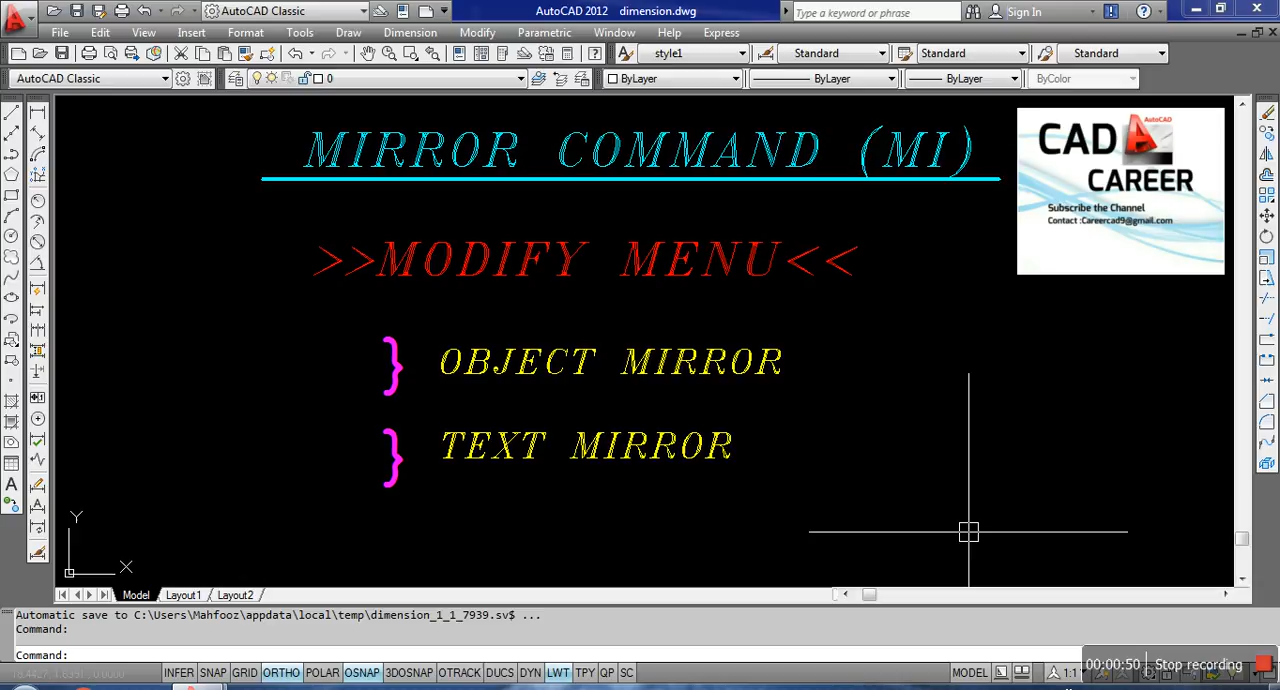 AutoCAD Classic
AutoCAD 2012 dimension.dwg
Type a keyword or phrase
Sign In
File Edit View Insert Format Tools Draw Dimension Modify Parametric Window Help Express
style1 Standard Standard Standard
AutoCAD Classic 0 ByLayer ByLayer ByLayer ByColor
MIRROR COMMAND (MI)
>>MODIFY MENU<<
} OBJECT MIRROR
} TEXT MIRROR
AutoCAD
CAD
CAREER
Subscribe the Channel
Contact :Careercad9@gmail.com
Y
X
Model Layout1 Layout2
Automatic save to C:\Users\Mahfooz\appdata\local\temp\dimension_1_1_7939.sv$ ...
Command:
Command:
INFER SNAP GRID ORTHO POLAR OSNAP 3DOSNAP OTRACK DUCS DYN LWT TPY QP SC MODEL 1:1
00:00:50 Stop recording